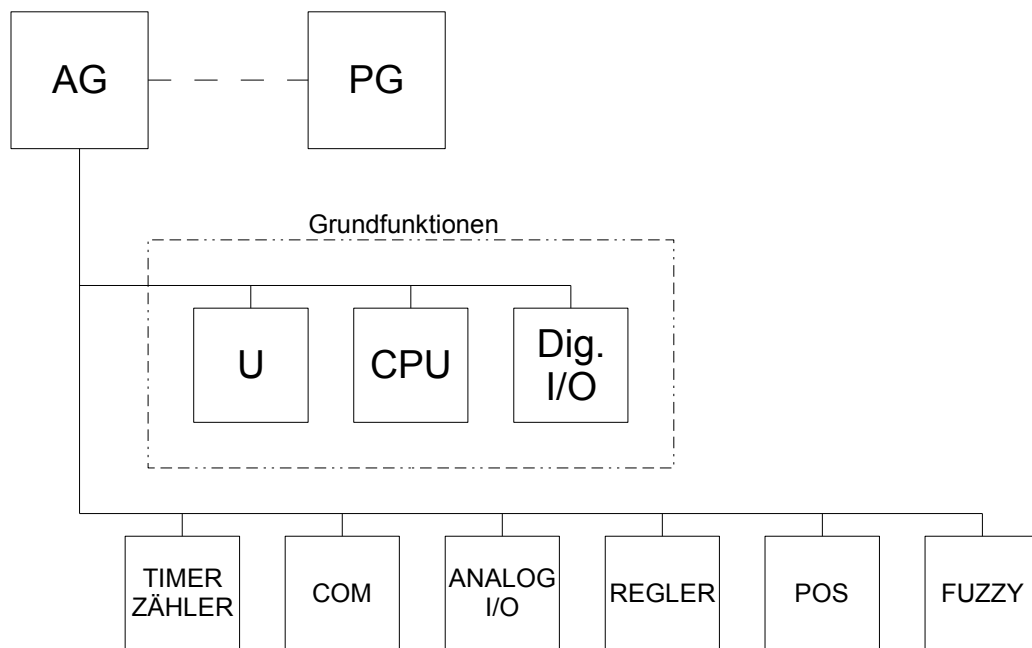 AG
PG
Grundfunktionen
U
CPU
Dig.
I/O
TIMER
ZÄHLER
COM
ANALOG
I/O
REGLER
POS
FUZZY